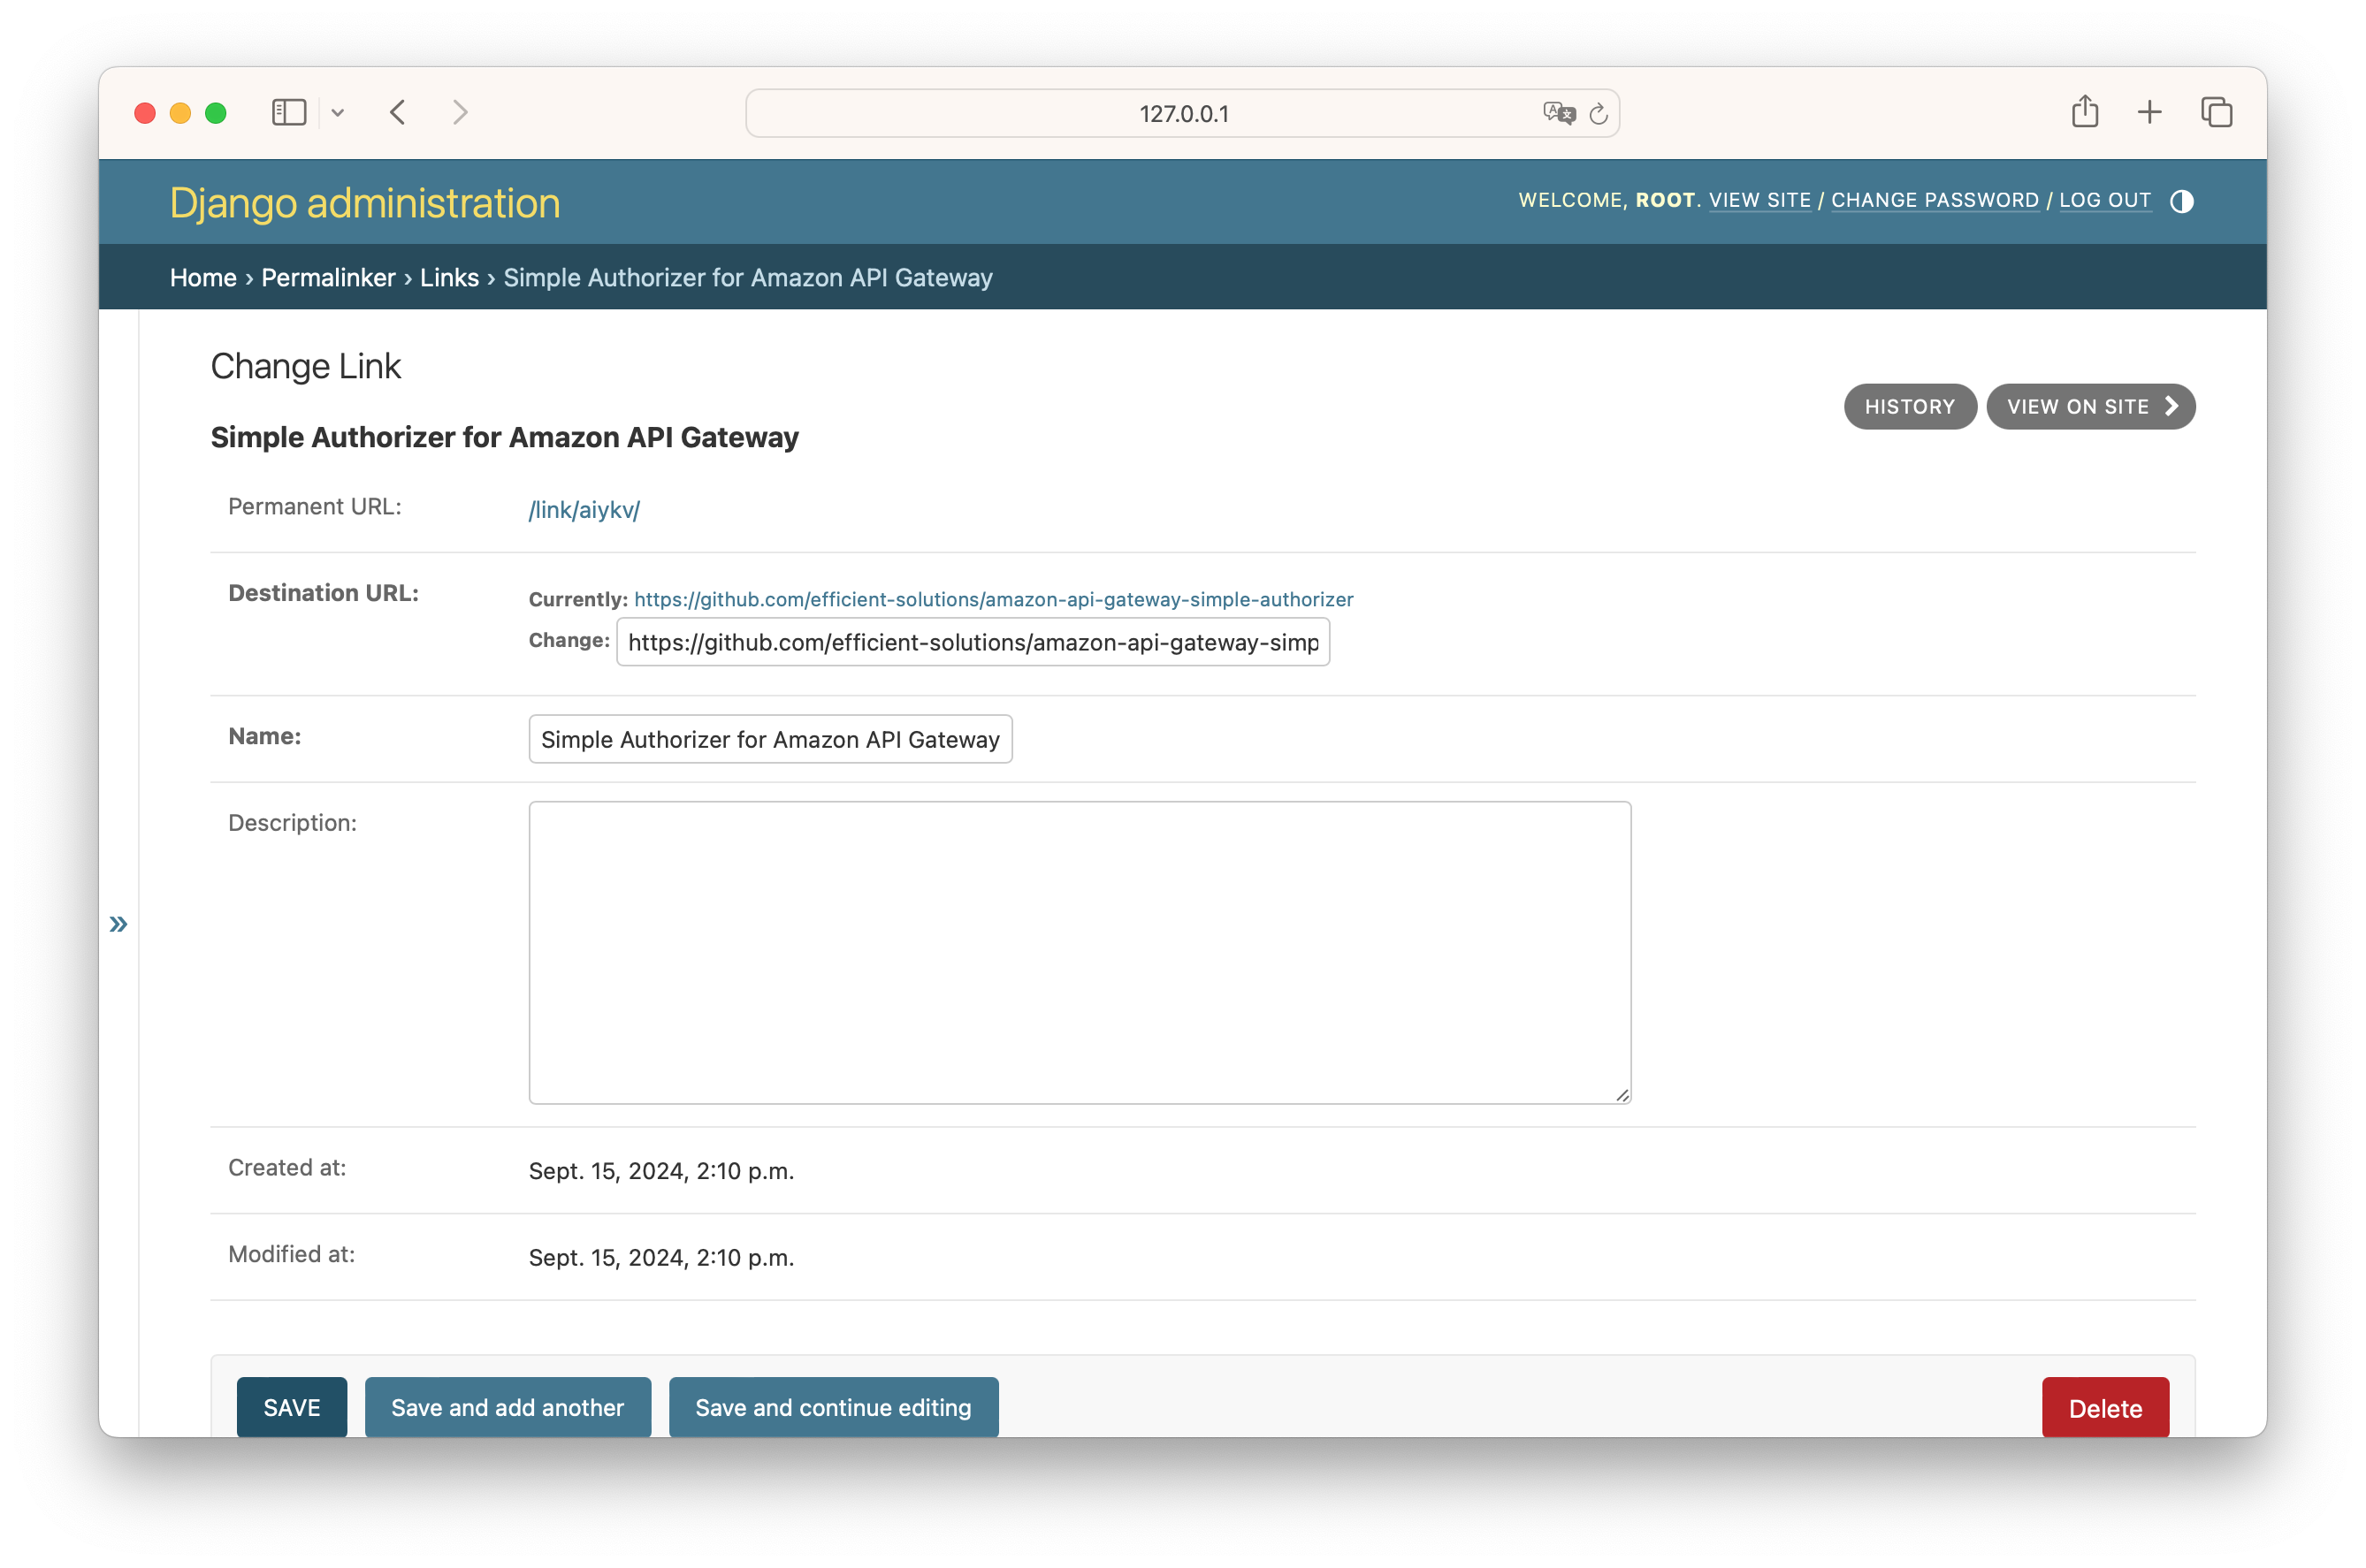 127.0.0.1
Django administration
WELCOME, ROOT. VIEW SITE / CHANGE PASSWORD / LOG OUT
Home › Permalinker › Links › Simple Authorizer for Amazon API Gateway
Change Link
HISTORY
VIEW ON SITE
Simple Authorizer for Amazon API Gateway
Permanent URL: /link/aiykv/
Destination URL: Currently: https://github.com/efficient-solutions/amazon-api-gateway-simple-authorizer
Change: https://github.com/efficient-solutions/amazon-api-gateway-simp
Name: Simple Authorizer for Amazon API Gateway
Description:
»
Created at: Sept. 15, 2024, 2:10 p.m.
Modified at: Sept. 15, 2024, 2:10 p.m.
SAVE
Save and add another
Save and continue editing
Delete